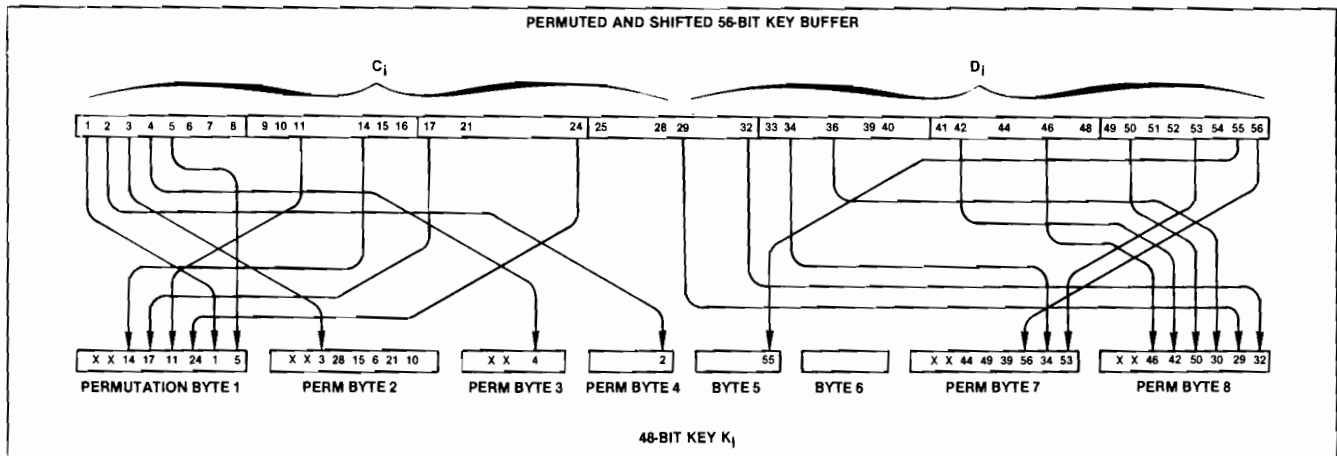 PERMUTED AND SHIFTED 56-BIT KEY BUFFER
Ci Di
1 2 3 4 5 6 7 8 9 10 11 14 15 16 17 21 24 25 28 29 32 33 34 36 39 40 41 42 44 46 48 49 50 51 52 53 54 55 56
X X 14 17 11 24 1 5 X X 3 28 15 6 21 10 X X 4 2 55 X X 44 49 39 56 34 53 X X 46 42 50 30 29 32
PERMUTATION BYTE 1 PERM BYTE 2 PERM BYTE 3 PERM BYTE 4 BYTE 5 BYTE 6 PERM BYTE 7 PERM BYTE 8
48-BIT KEY Kj